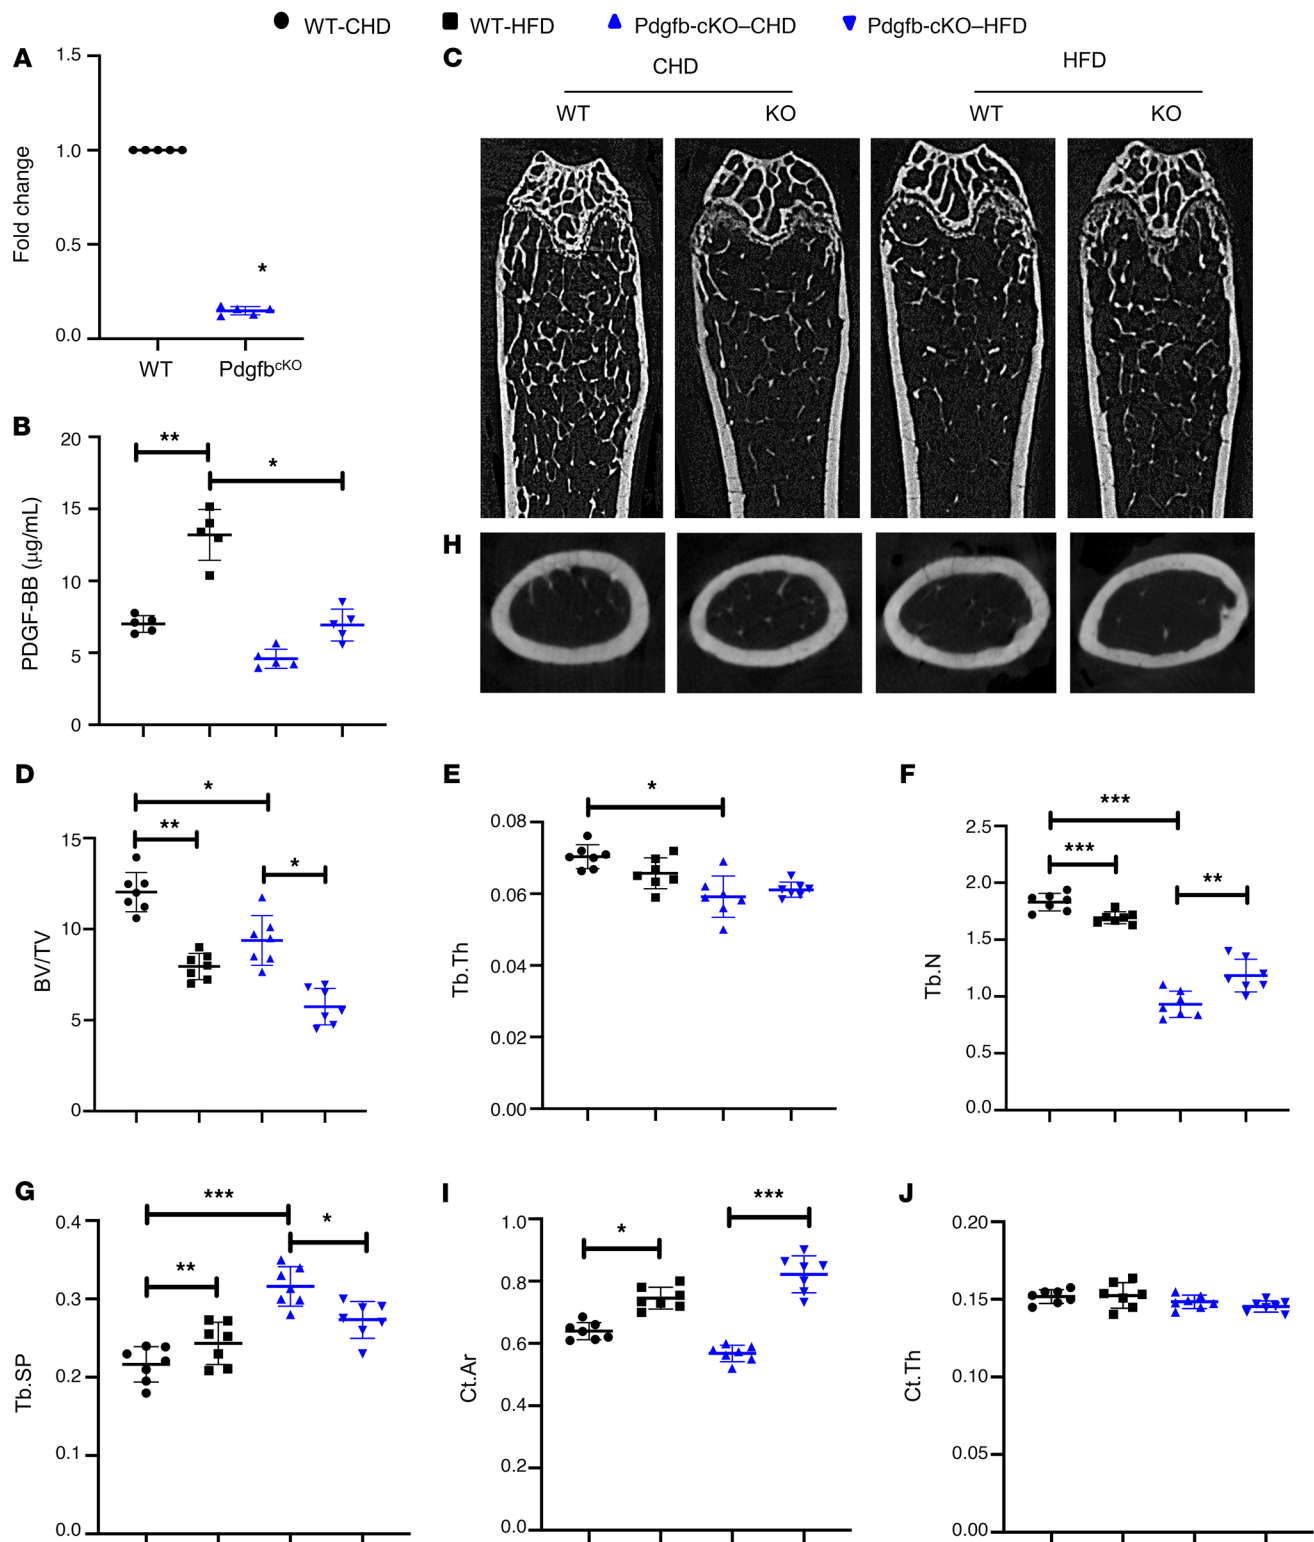 WT-CHD WT-HFD Pdgfb-cKO–CHD Pdgfb-cKO–HFD
A
1.5
1.0
0.5
0.0
Fold change
*
WT PdgfbcKO
B
20
15
10
5
0
PDGF-BB (µg/mL)
** *
C
CHD HFD
WT KO WT KO
H
D
15
10
5
0
BV/TV
*
** *
E
0.08
0.06
0.04
0.02
0.00
Tb.Th
*
F
2.5
2.0
1.5
1.0
0.5
0.0
Tb.N
***
*** **
G
0.4
0.3
0.2
0.1
0.0
Tb.SP
*** *
**
I
1.0
0.8
0.6
0.4
0.2
0.0
Ct.Ar
* ***
J
0.20
0.15
0.10
0.05
0.00
Ct.Th